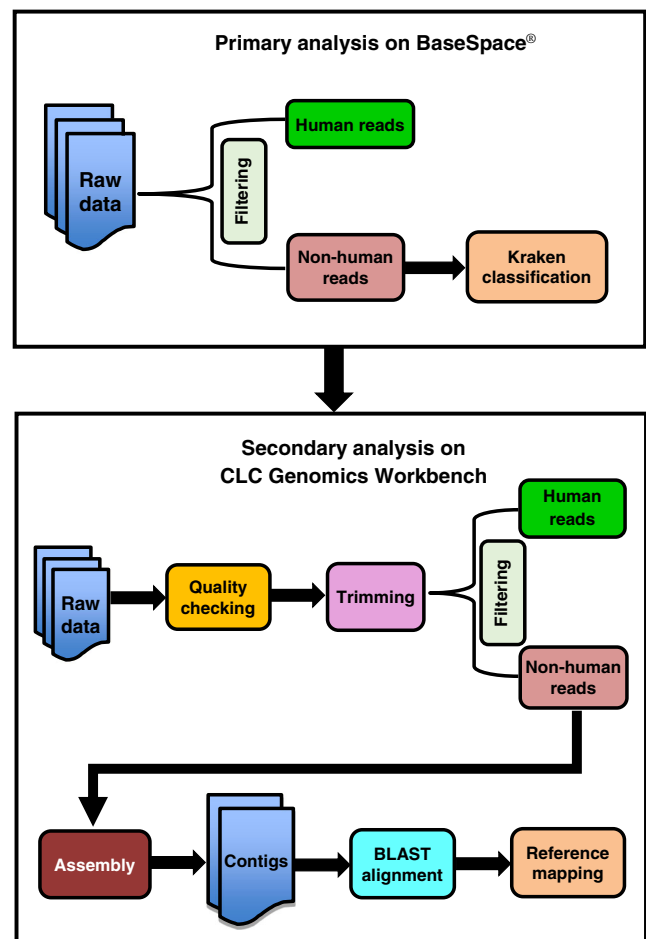 Primary analysis on BaseSpace®
Human reads
Raw
data
Filtering
Non-human
reads
Kraken
classification
Secondary analysis on
CLC Genomics Workbench
Human
reads
Raw
data
Quality
checking
Trimming
Filtering
Non-human
reads
Assembly
Contigs
BLAST
alignment
Reference
mapping